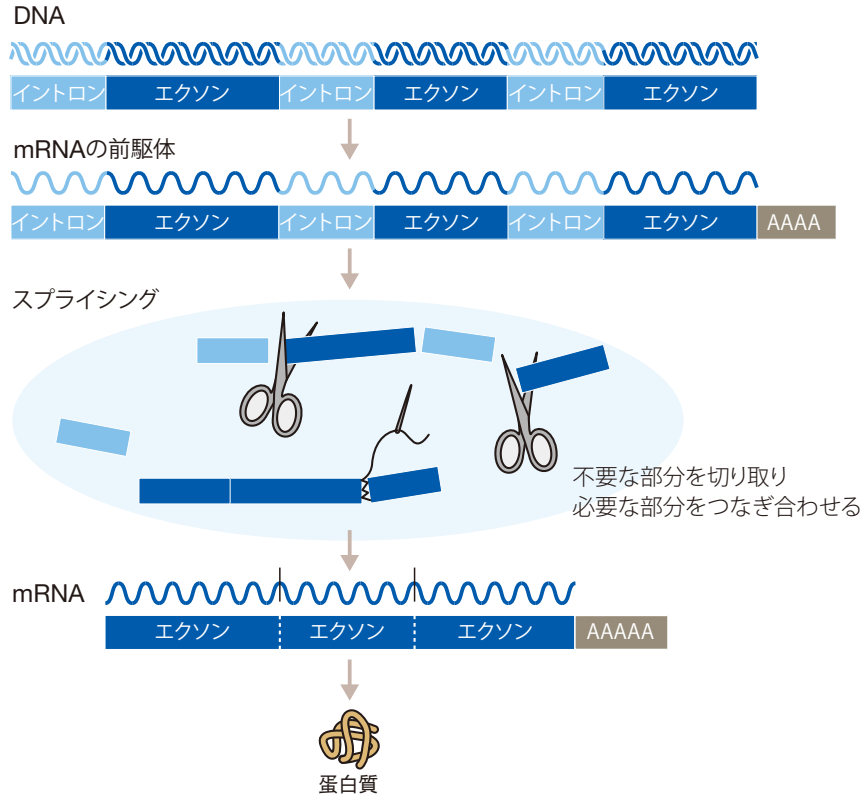 DNA
イントロン エクソン イントロン エクソン イントロン エクソン
mRNAの前駆体
イントロン エクソン イントロン エクソン イントロン エクソン AAAA
スプライシング
不要な部分を切り取り
必要な部分をつなぎ合わせる
mRNA
エクソン エクソン エクソン AAAAA
蛋白質